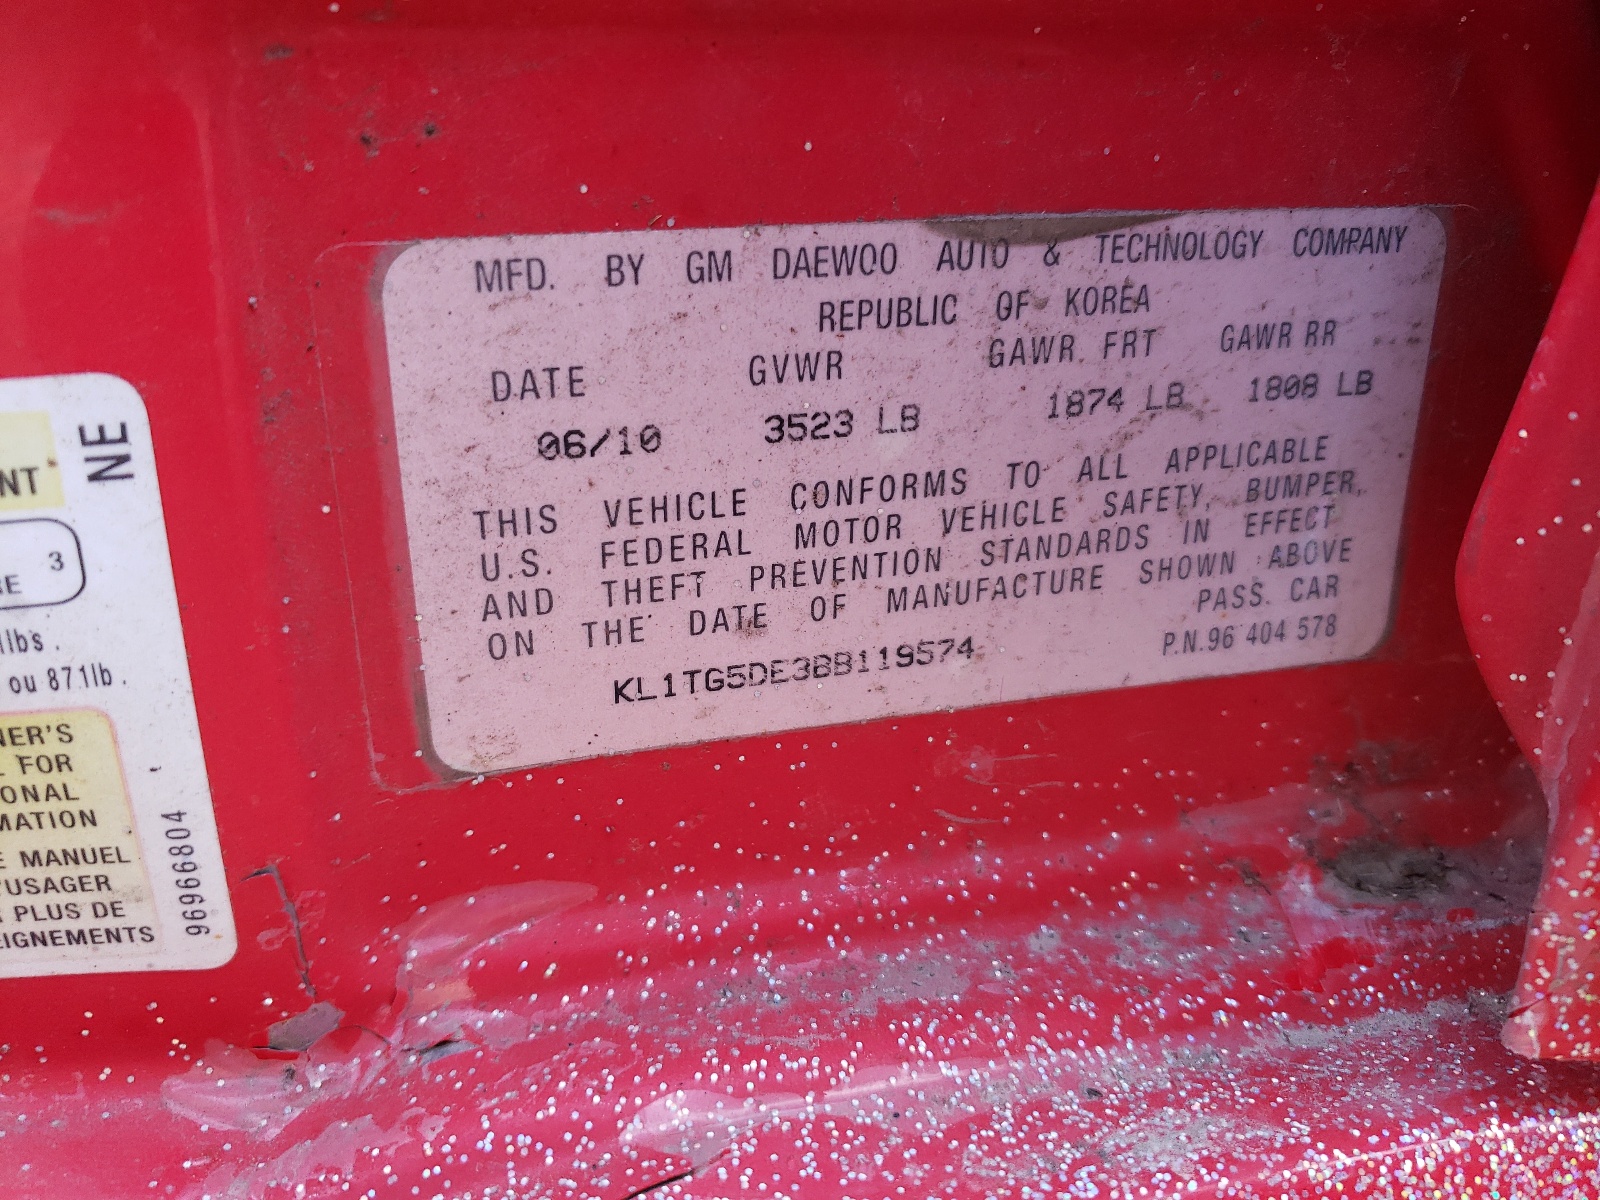 MFD. BY GM DAEWOO AUTO & TECHNOLOGY COMPANY
REPUBLIC OF KOREA
DATE GVWR GAWR FRT GAWR RR
06/10 3523 LB 1874 LB 1808 LB
THIS VEHICLE CONFORMS TO ALL APPLICABLE
U.S. FEDERAL MOTOR VEHICLE SAFETY, BUMPER,
AND THEFT PREVENTION STANDARDS IN EFFECT
ON THE DATE OF MANUFACTURE SHOWN ABOVE
PASS. CAR
KL1TG5DE3BB119574
P.N.96 404 578
NE
NT
3
RE
lbs.
ou 871lb.
NER'S
FOR
ONAL
MATION
E MANUEL
'USAGER
PLUS DE
EIGNEMENTS
96966804